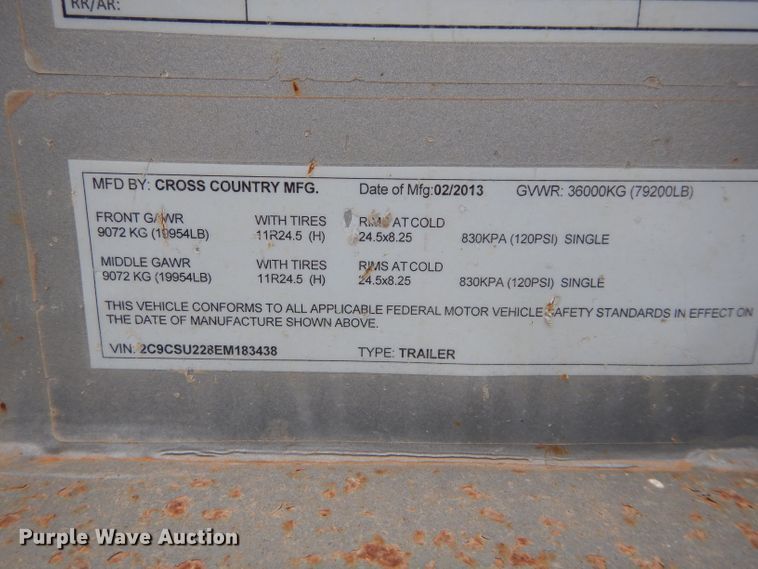 RR/AR:
MFD BY: CROSS COUNTRY MFG. Date of Mfg:02/2013 GVWR: 36000KG (79200LB)
FRONT GAWR WITH TIRES RIMS AT COLD
9072 KG (19954LB) 11R24.5 (H) 24.5x8.25 830KPA (120PSI) SINGLE
MIDDLE GAWR WITH TIRES RIMS AT COLD
9072 KG (19954LB) 11R24.5 (H) 24.5x8.25 830KPA (120PSI) SINGLE
THIS VEHICLE CONFORMS TO ALL APPLICABLE FEDERAL MOTOR VEHICLE SAFETY STANDARDS IN EFFECT ON
THE DATE OF MANUFACTURE SHOWN ABOVE.
VIN: 2C9CSU228EM183438 TYPE: TRAILER
Purple Wave Auction